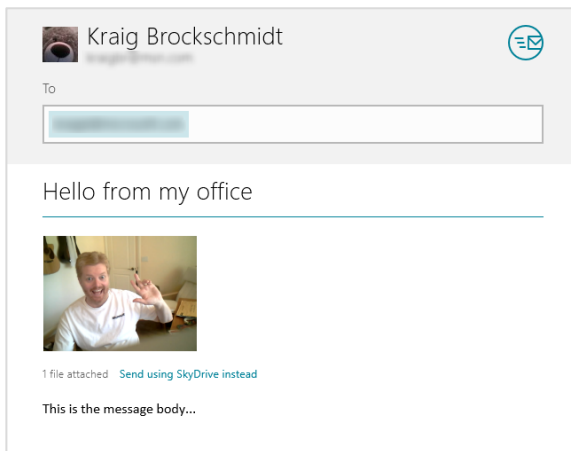 Kraig Brockschmidt
To
Hello from my office
1 file attached Send using SkyDrive instead
This is the message body...